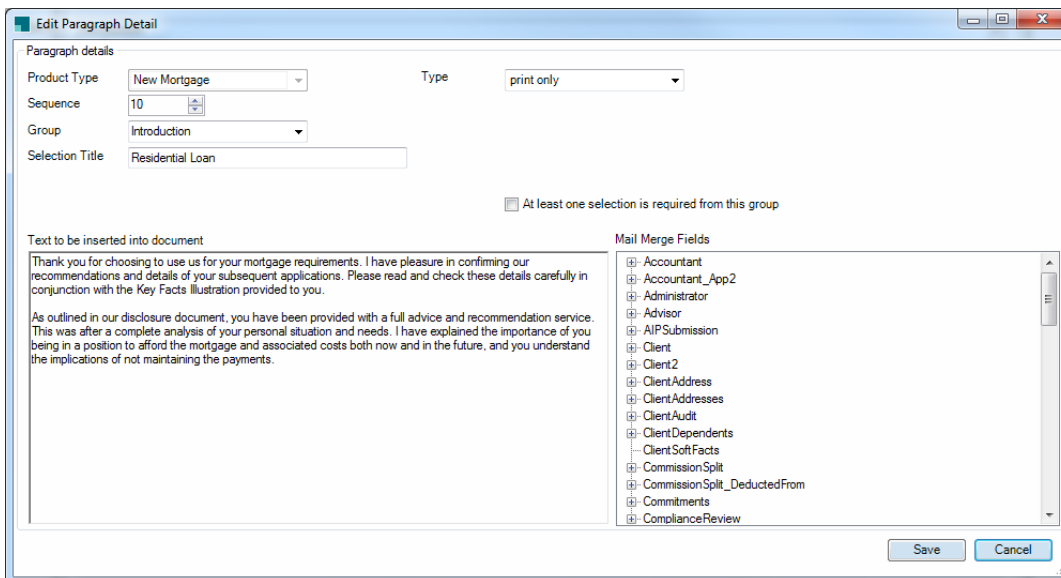 Edit Paragraph Detail
Paragraph details
Product Type New Mortgage Type print only
Sequence 10
Group Introduction
Selection Title Residential Loan
At least one selection is required from this group
Text to be inserted into document Mail Merge Fields
Thank you for choosing to use us for your mortgage requirements. I have pleasure in confirming our
recommendations and details of your subsequent applications. Please read and check these details carefully in
conjunction with the Key Facts Illustration provided to you.
As outlined in our disclosure document, you have been provided with a full advice and recommendation service.
This was after a complete analysis of your personal situation and needs. I have explained the importance of you
being in a position to afford the mortgage and associated costs both now and in the future, and you understand
the implications of not maintaining the payments.
Accountant
Accountant_App2
Administrator
Advisor
AIPSubmission
Client
Client2
ClientAddress
ClientAddresses
ClientAudit
ClientDependents
ClientSoftFacts
CommissionSplit
CommissionSplit_DeductedFrom
Commitments
ComplianceReview
Save Cancel